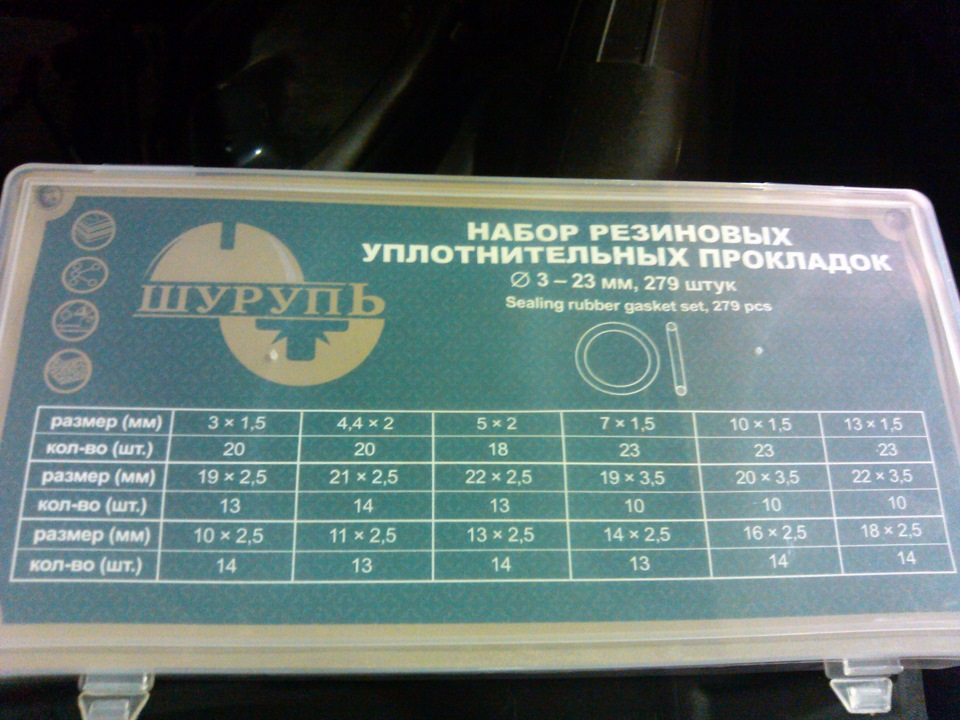 ШУРУПЪ
НАБОР РЕЗИНОВЫХ
УПЛОТНИТЕЛЬНЫХ ПРОКЛАДОК
Ø 3 – 23 мм, 279 штук
Sealing rubber gasket set, 279 pcs
размер (мм) 3 × 1,5 4,4 × 2 5 × 2 7 × 1,5 10 × 1,5 13 × 1,5
кол-во (шт.) 20 20 18 23 23 23
размер (мм) 19 × 2,5 21 × 2,5 22 × 2,5 19 × 3,5 20 × 3,5 22 × 3,5
кол-во (шт.) 13 14 13 10 10 10
размер (мм) 10 × 2,5 11 × 2,5 13 × 2,5 14 × 2,5 16 × 2,5 18 × 2,5
кол-во (шт.) 14 13 14 13 14 14